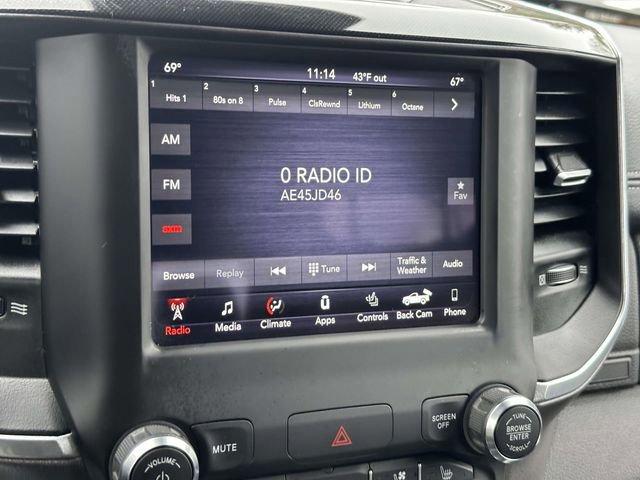 69° 11:14 43°F out 67°
1 Hits 1 2 80s on 8 3 Pulse 4 ClsRewnd 5 Lithium 6 Octane
AM
0 RADIO ID
AE45JD46
FM
Fav
Browse Replay Tune Traffic & Weather Audio
Radio Media Climate Apps Controls Back Cam Phone
MUTE
SCREEN OFF
VOLUME
TUNE
BROWSE
ENTER
SCROLL